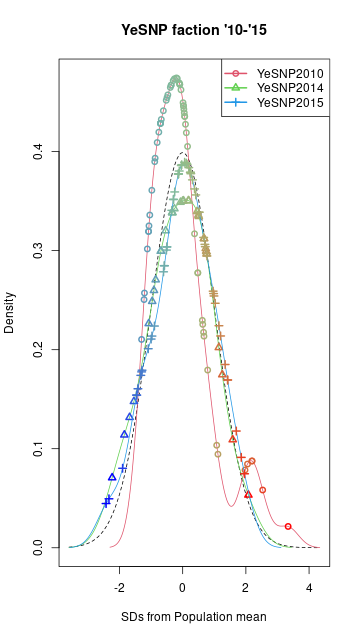 YeSNP faction '10-'15
YeSNP2010
YeSNP2014
YeSNP2015
Density
0.4
0.3
0.2
0.1
0.0
-2 0 2 4
SDs from Population mean